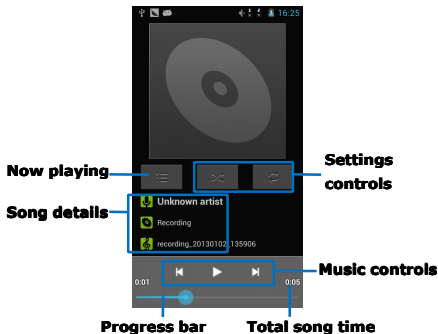 16:25
Now playing
Settings
controls
Song details
Unknown artist
Recording
recording_20130102_135906
Music controls
0:01
0:05
Progress bar
Total song time